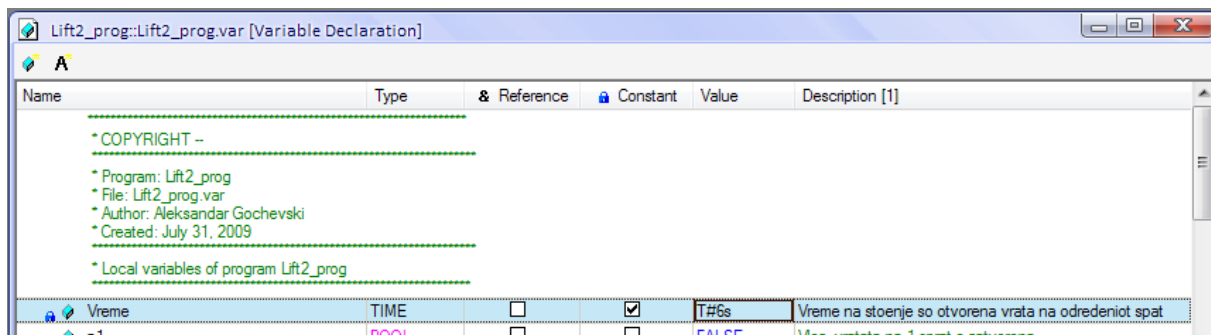 Lift2_prog::Lift2_prog.var [Variable Declaration]
A
Name Type & Reference Constant Value Description [1]
* COPYRIGHT --
* Program: Lift2_prog
* File: Lift2_prog.var
* Author: Aleksandar Gochevski
* Created: July 31, 2009
* Local variables of program Lift2_prog
Vreme TIME T#6s Vreme na stoenje so otvorena vrata na odredeniot spat
BOOL FALSE